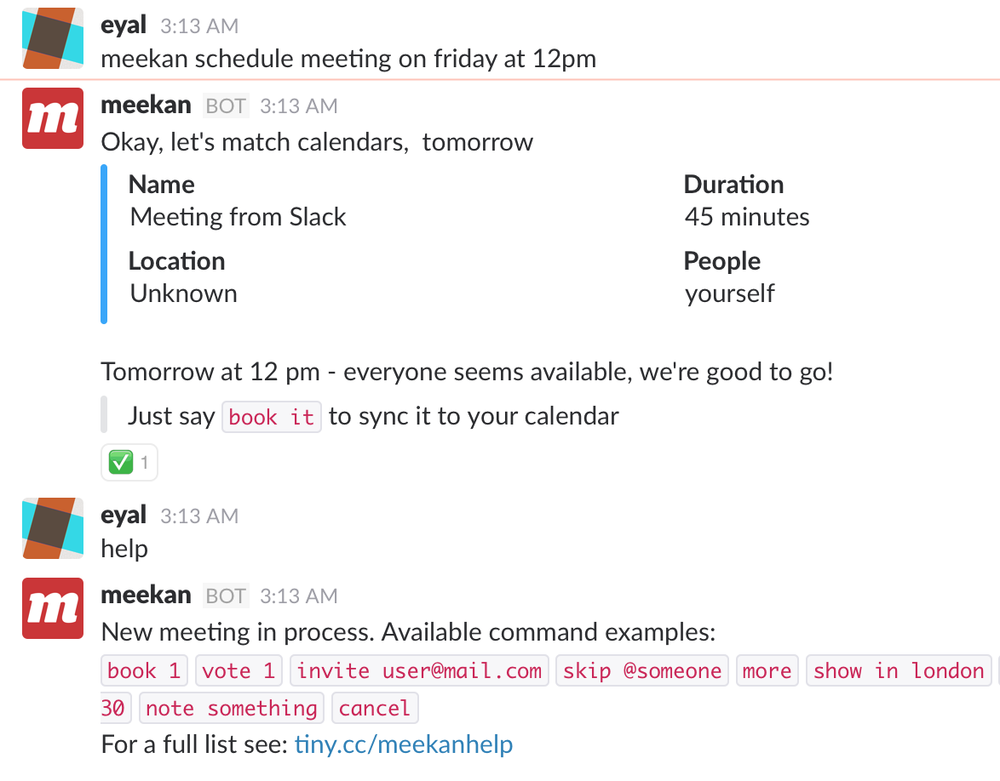 eyal 3:13 AM
meekan schedule meeting on friday at 12pm
m
meekan BOT 3:13 AM
Okay, let's match calendars, tomorrow
Name Duration
Meeting from Slack 45 minutes
Location People
Unknown yourself
Tomorrow at 12 pm - everyone seems available, we're good to go!
Just say book it to sync it to your calendar
1
eyal 3:13 AM
help
m
meekan BOT 3:13 AM
New meeting in process. Available command examples:
book 1 vote 1 invite user@mail.com skip @someone more show in london
30 note something cancel
For a full list see: tiny.cc/meekanhelp